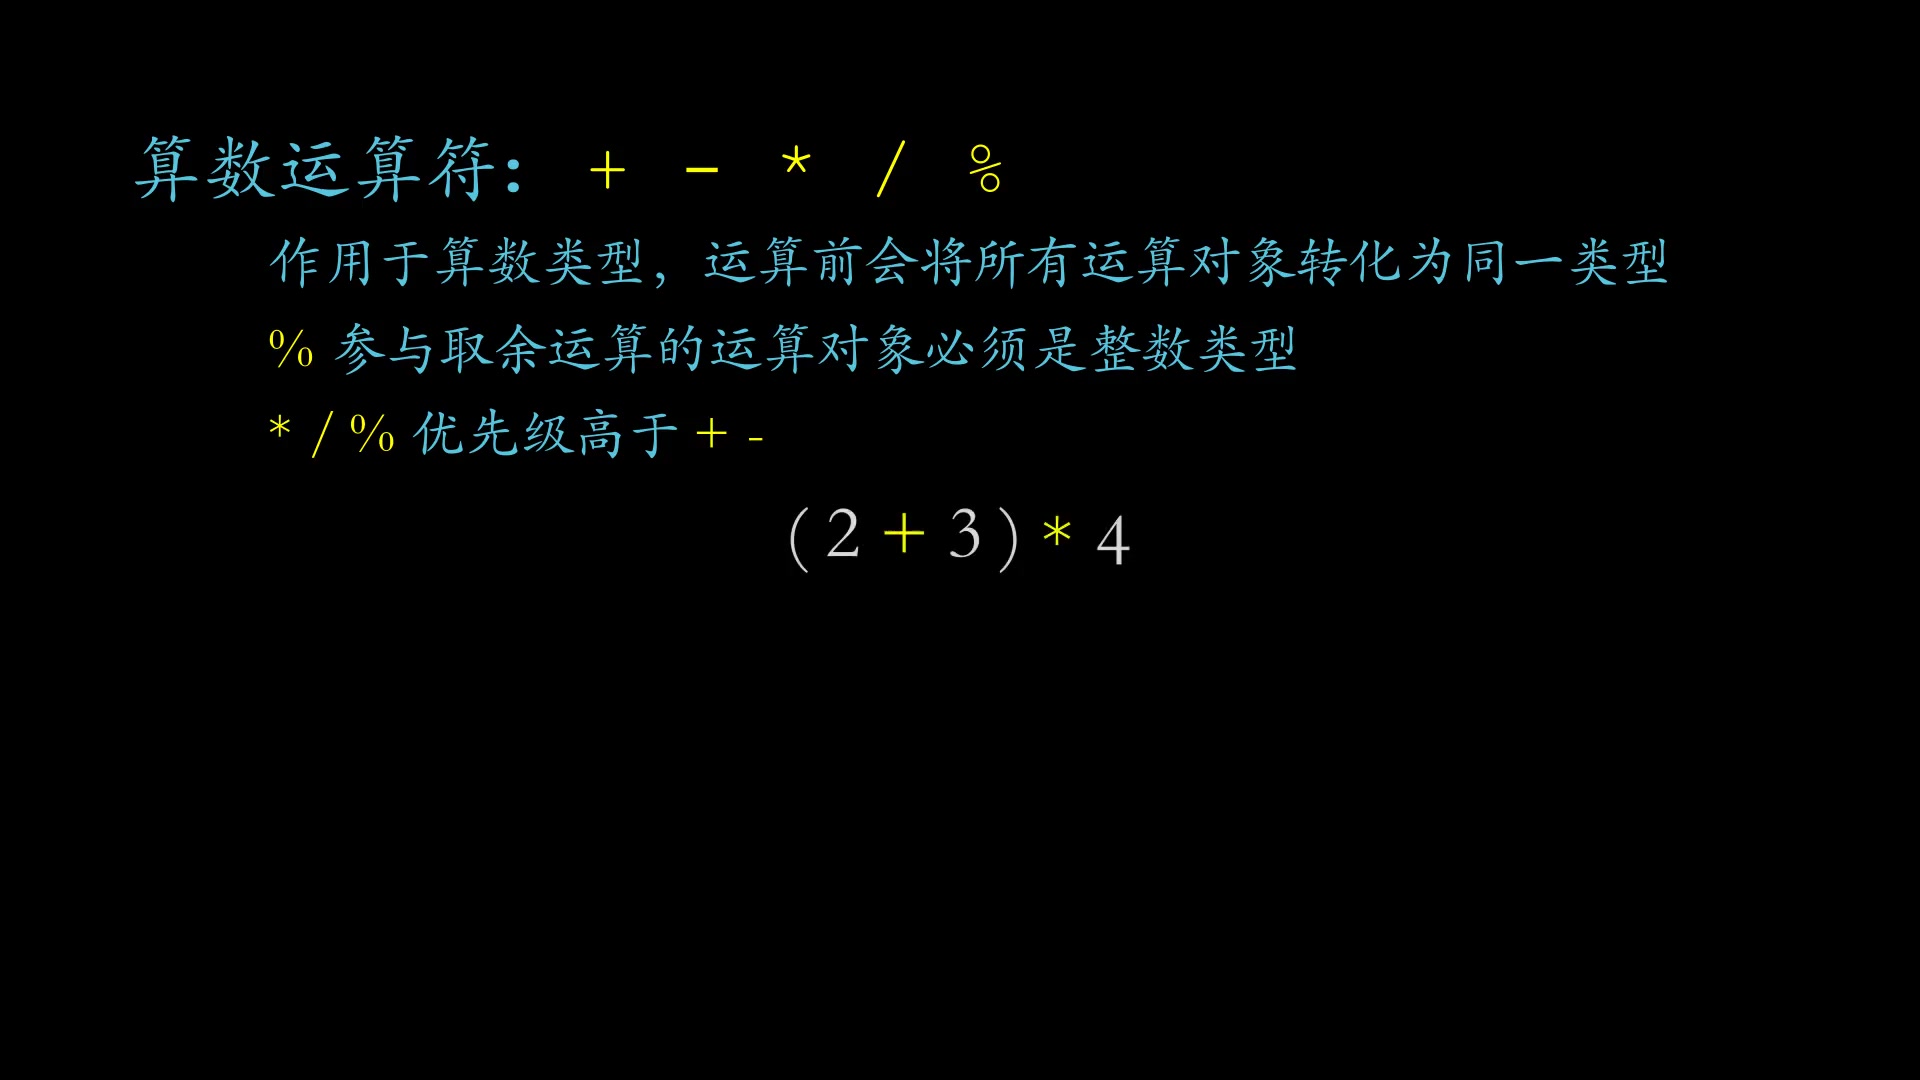 算数运算符： + - * / %
作用于算数类型，运算前会将所有运算对象转化为同一类型
% 参与取余运算的运算对象必须是整数类型
* / % 优先级高于 + -
(2 + 3) * 4